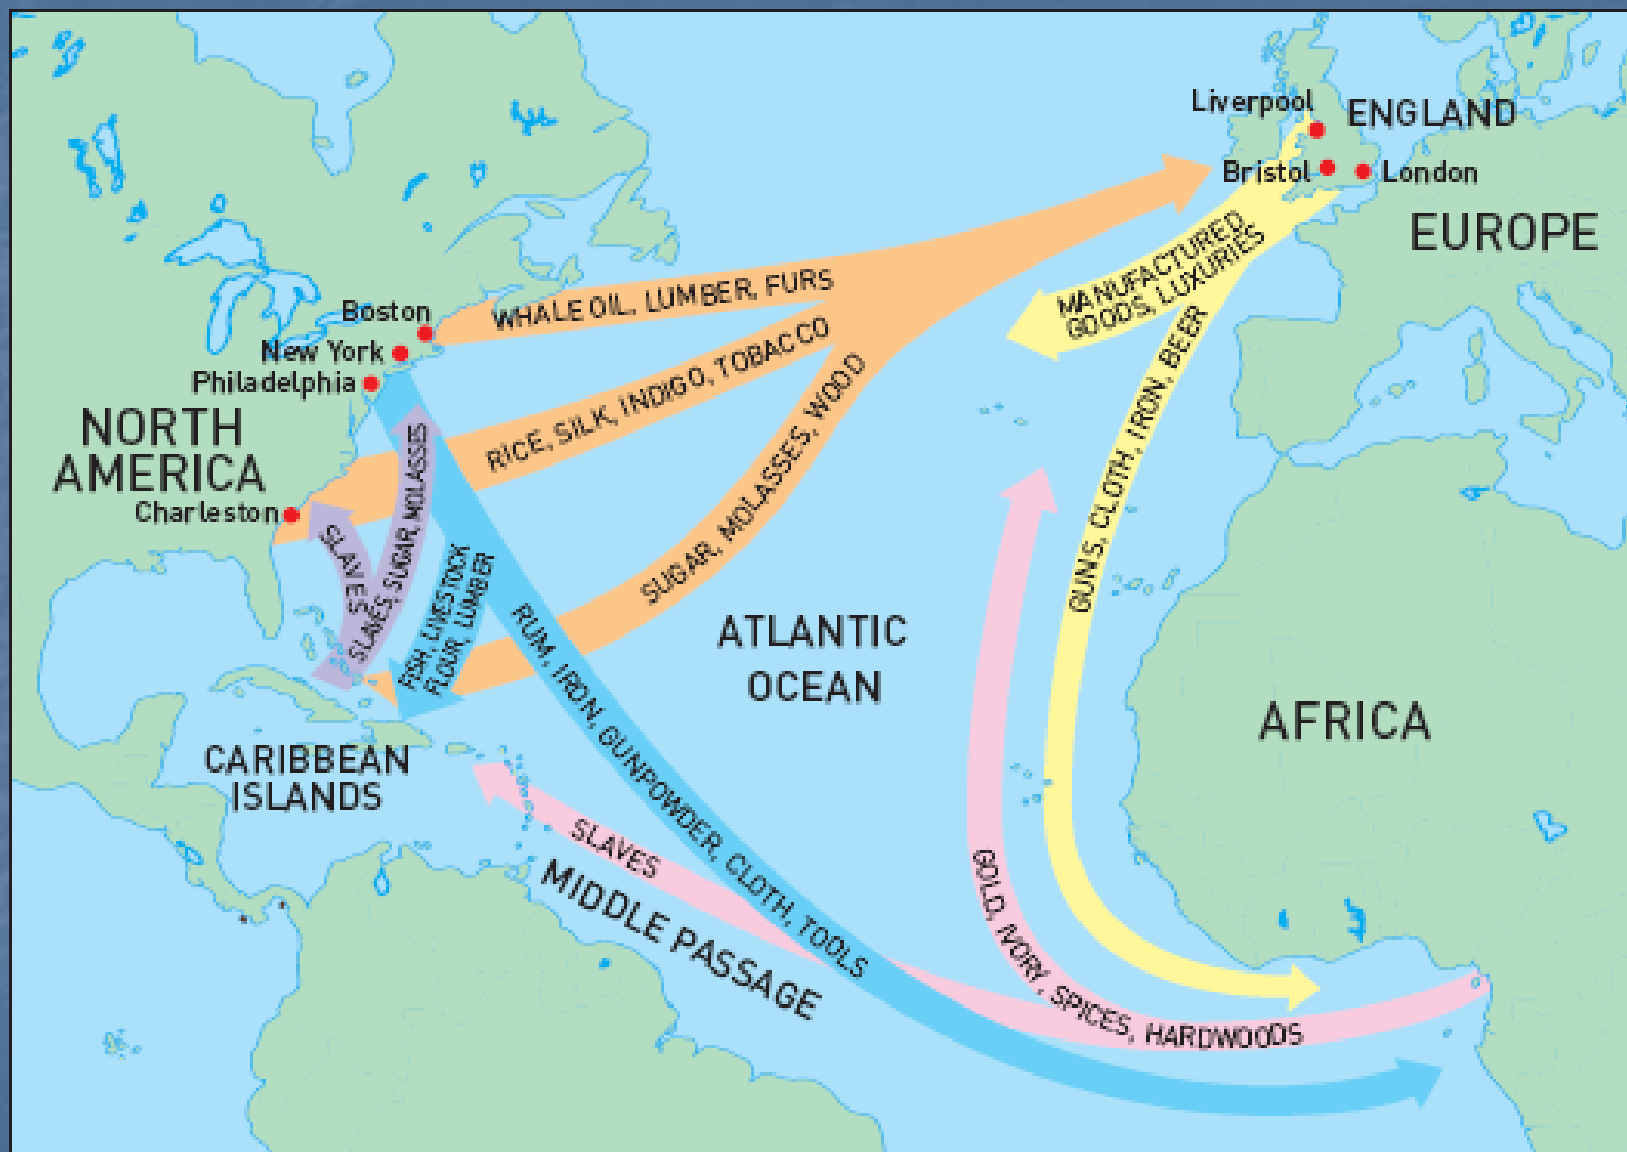 Liverpool
ENGLAND
Bristol
London
EUROPE
MANUFACTURED
GOODS, LUXURIES
WHALE OIL, LUMBER, FURS
Boston
New York
Philadelphia
RICE, SILK, INDIGO, TOBACCO
GUNS, CLOTH, IRON, BEER
NORTH
AMERICA
Charleston
SLAVES
SLAVES, SUGAR, MOLASSES
FISH, LIVESTOCK
FLOUR, LUMBER
SUGAR, MOLASSES, WOOD
RUM, IRON, GUNPOWDER, CLOTH, TOOLS
ATLANTIC
OCEAN
AFRICA
CARIBBEAN
ISLANDS
SLAVES
MIDDLE PASSAGE
GOLD, IVORY, SPICES, HARDWOODS